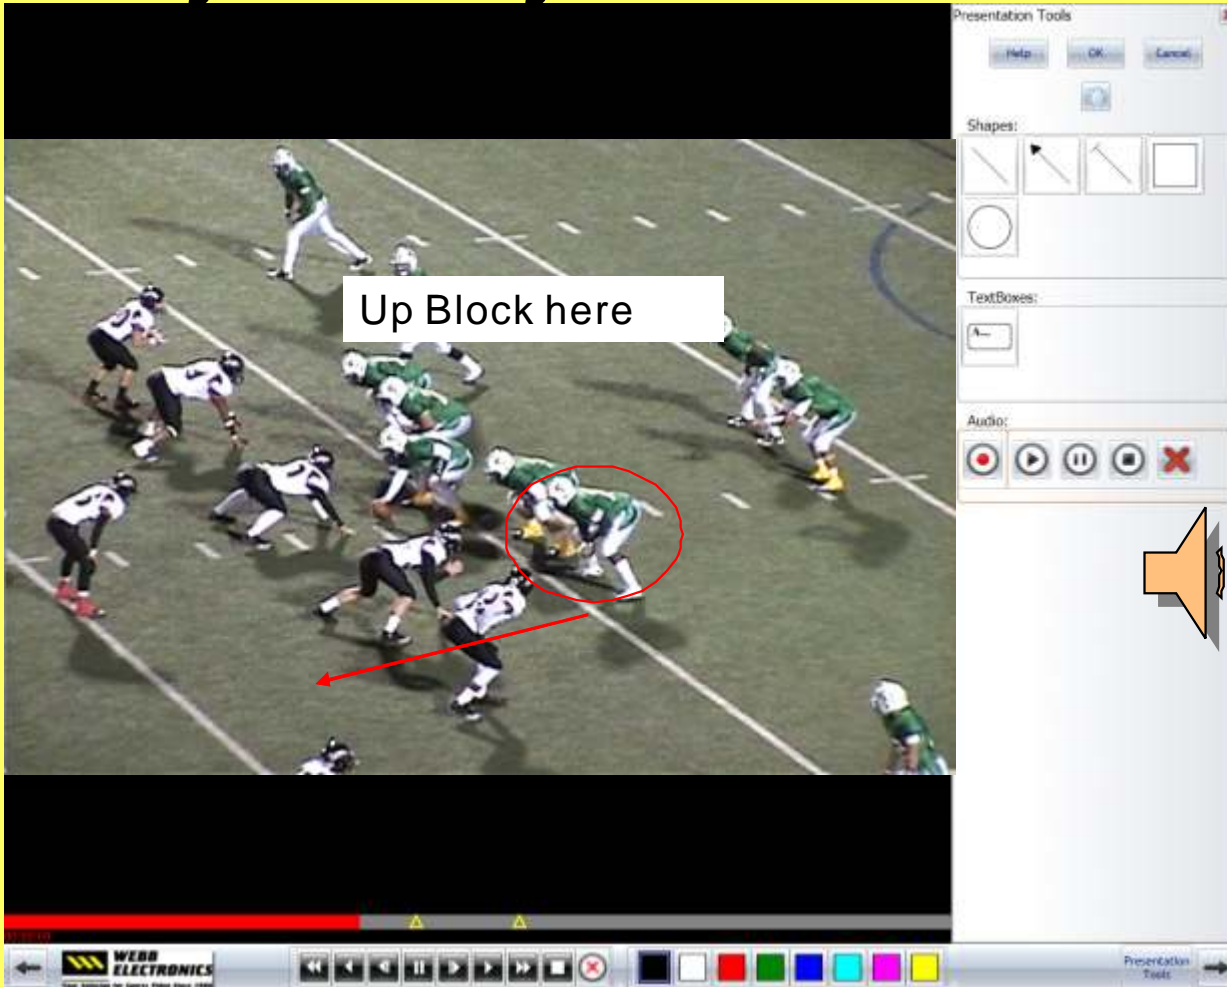 Presentation Tools
Help
OK
Cancel
Shapes:
Up Block here
TextBoxes:
A...
Audio:
WEBB
ELECTRONICS
Presentation
Tools